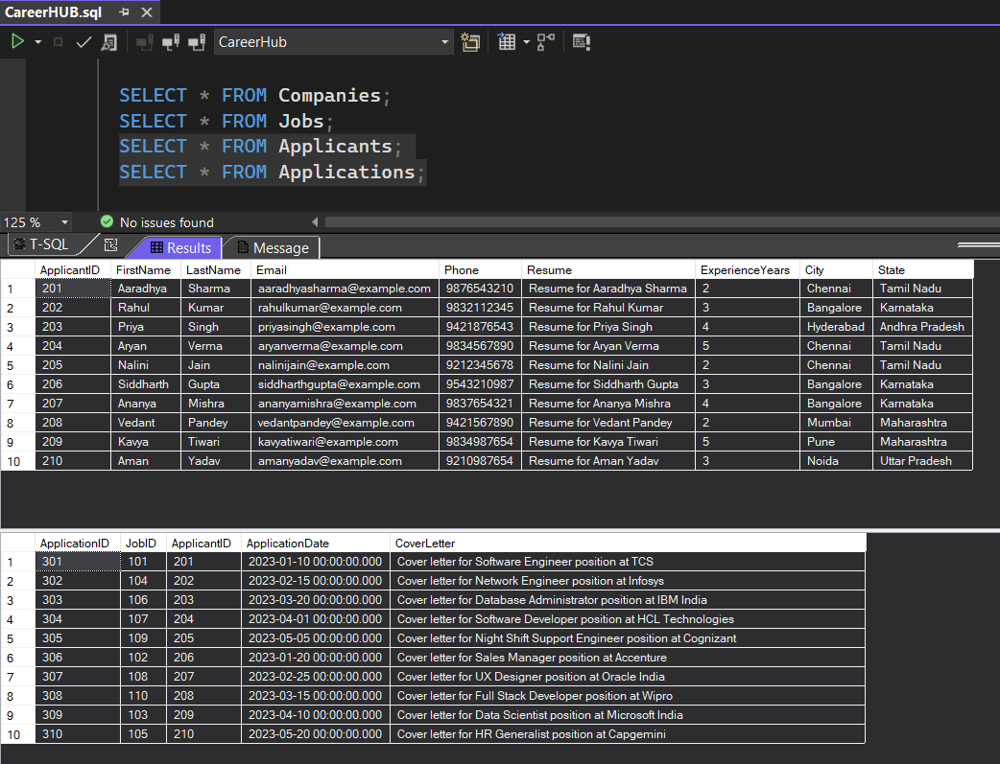 CareerHUB.sql
CareerHub
SELECT * FROM Companies;
SELECT * FROM Jobs;
SELECT * FROM Applicants;
SELECT * FROM Applications;
125 % No issues found
T-SQL Results Message
ApplicantID FirstName LastName Email Phone Resume ExperienceYears City State
1 201 Aaradhya Sharma aaradhyasharma@example.com 9876543210 Resume for Aaradhya Sharma 2 Chennai Tamil Nadu
2 202 Rahul Kumar rahulkumar@example.com 9832112345 Resume for Rahul Kumar 3 Bangalore Karnataka
3 203 Priya Singh priyasingh@example.com 9421876543 Resume for Priya Singh 4 Hyderabad Andhra Pradesh
4 204 Aryan Verma aryanverma@example.com 9834567890 Resume for Aryan Verma 5 Chennai Tamil Nadu
5 205 Nalini Jain nalinijain@example.com 9212345678 Resume for Nalini Jain 2 Chennai Tamil Nadu
6 206 Siddharth Gupta siddharthgupta@example.com 9543210987 Resume for Siddharth Gupta 3 Bangalore Karnataka
7 207 Ananya Mishra ananyamishra@example.com 9837654321 Resume for Ananya Mishra 4 Bangalore Karnataka
8 208 Vedant Pandey vedantpandey@example.com 9421567890 Resume for Vedant Pandey 2 Mumbai Maharashtra
9 209 Kavya Tiwari kavyatiwari@example.com 9834987654 Resume for Kavya Tiwari 5 Pune Maharashtra
10 210 Aman Yadav amanyadav@example.com 9210987654 Resume for Aman Yadav 3 Noida Uttar Pradesh
ApplicationID JobID ApplicantID ApplicationDate CoverLetter
1 301 101 201 2023-01-10 00:00:00.000 Cover letter for Software Engineer position at TCS
2 302 104 202 2023-02-15 00:00:00.000 Cover letter for Network Engineer position at Infosys
3 303 106 203 2023-03-20 00:00:00.000 Cover letter for Database Administrator position at IBM India
4 304 107 204 2023-04-01 00:00:00.000 Cover letter for Software Developer position at HCL Technologies
5 305 109 205 2023-05-05 00:00:00.000 Cover letter for Night Shift Support Engineer position at Cognizant
6 306 102 206 2023-01-20 00:00:00.000 Cover letter for Sales Manager position at Accenture
7 307 108 207 2023-02-25 00:00:00.000 Cover letter for UX Designer position at Oracle India
8 308 110 208 2023-03-15 00:00:00.000 Cover letter for Full Stack Developer position at Wipro
9 309 103 209 2023-04-10 00:00:00.000 Cover letter for Data Scientist position at Microsoft India
10 310 105 210 2023-05-20 00:00:00.000 Cover letter for HR Generalist position at Capgemini